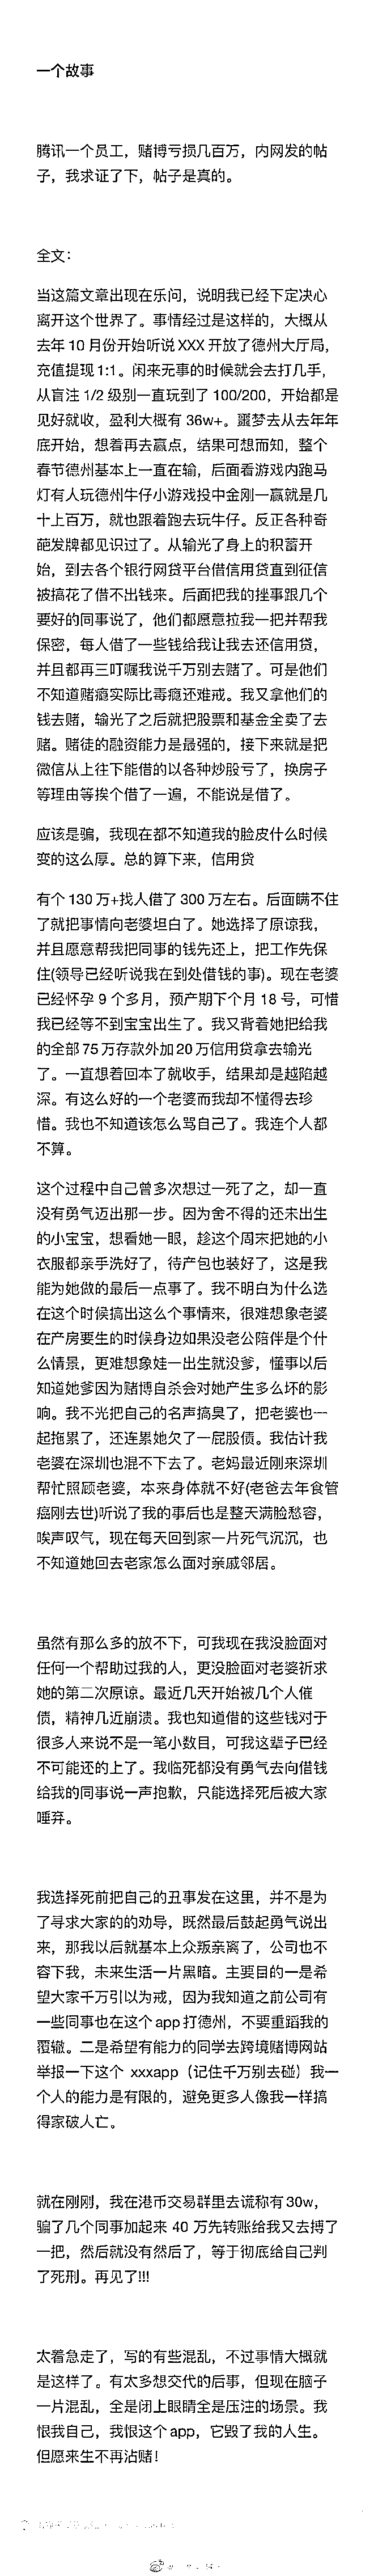 一个故事
腾讯一个员工，赌博亏损几百万，内网发的帖
子，我求证了下，帖子是真的。
全文：
当这篇文章出现在乐问，说明我已经下定决心
离开这个世界了。事情经过是这样的，大概从
去年 10 月份开始听说 XXX 开放了德州大厅局，
充值提现 1:1。闲来无事的时候就会去打几手，
从盲注 1/2 级别一直玩到了 100/200，开始都是
见好就收，盈利大概有 36w+。噩梦去从去年年
底开始，想着再去赢点，结果可想而知，整个
春节德州基本上一直在输，后面看游戏内跑马
灯有人玩德州牛仔小游戏投中金刚一赢就是几
十上百万，就也跟着跑去玩牛仔。反正各种奇
葩发牌都见识过了。从输光了身上的积蓄开
始，到去各个银行网贷平台借信用贷直到征信
被搞花了借不出钱来。后面把我的挫事跟几个
要好的同事说了，他们都愿意拉我一把并帮我
保密，每人借了一些钱给我让我去还信用贷，
并且都再三叮嘱我说千万别去赌了。可是他们
不知道赌瘾实际比毒瘾还难戒。我又拿他们的
钱去赌，输光了之后就把股票和基金全卖了去
赌。赌徒的融资能力是最强的，接下来就是把
微信从上往下能借的以各种炒股亏了，换房子
等理由等挨个借了一遍，不能说是借了。
应该是骗，我现在都不知道我的脸皮什么时候
变的这么厚。总的算下来，信用贷
有个 130 万+找人借了 300 万左右。后面瞒不住
了就把事情向老婆坦白了。她选择了原谅我，
并且愿意帮我把同事的钱先还上，把工作先保
住(领导已经听说我在到处借钱的事)。现在老婆
已经怀孕 9 个多月，预产期下个月 18 号，可惜
我已经等不到宝宝出生了。我又背着她把给我
的全部 75 万存款外加 20 万信用贷拿去输光
了。一直想着回本了就收手，结果却是越陷越
深。有这么好的一个老婆而我却不懂得去珍
惜。我也不知道该怎么骂自己了。我连个人都
不算。
这个过程中自己曾多次想过一死了之，却一直
没有勇气迈出那一步。因为舍不得的还未出生
的小宝宝，想看她一眼，趁这个周末把她的小
衣服都亲手洗好了，待产包也装好了，这是我
能为她做的最后一点事了。我不明白为什么选
在这个时候搞出这么个事情来，很难想象老婆
在产房要生的时候身边如果没老公陪伴是个什
么情景，更难想象娃一出生就没爹，懂事以后
知道她爹因为赌博自杀会对她产生多么坏的影
响。我不光把自己的名声搞臭了，把老婆也一
起拖累了，还连累她欠了一屁股债。我估计我
老婆在深圳也混不下去了。老妈最近刚来深圳
帮忙照顾老婆，本来身体就不好(老爸去年食管
癌刚去世)听说了我的事后也是整天满脸愁容，
唉声叹气，现在每天回到家一片死气沉沉，也
不知道她回去老家怎么面对亲戚邻居。
虽然有那么多的放不下，可我现在我没脸面对
任何一个帮助过我的人，更没脸面对老婆祈求
她的第二次原谅。最近几天开始被几个人催
债，精神几近崩溃。我也知道借的这些钱对于
很多人来说不是一笔小数目，可我这辈子已经
不可能还的上了。我临死都没有勇气去向借钱
给我的同事说一声抱歉，只能选择死后被大家
唾弃。
我选择死前把自己的丑事发在这里，并不是为
了寻求大家的的劝导，既然最后鼓起勇气说出
来，那我以后就基本上众叛亲离了，公司也不
容下我，未来生活一片黑暗。主要目的一是希
望大家千万引以为戒，因为我知道之前公司有
一些同事也在这个 app 打德州，不要重蹈我的
覆辙。二是希望有能力的同学去跨境赌博网站
举报一下这个 xxxapp（记住千万别去碰）我一
个人的能力是有限的，避免更多人像我一样搞
得家破人亡。
就在刚刚，我在港币交易群里去谎称有 30w，
骗了几个同事加起来 40 万先转账给我又去搏了
一把，然后就没有然后了，等于彻底给自己判
了死刑。再见了!!!
太着急走了，写的有些混乱，不过事情大概就
是这样了。有太多想交代的后事，但现在脑子
一片混乱，全是闭上眼睛全是压注的场景。我
恨我自己，我恨这个 app，它毁了我的人生。
但愿来生不再沾赌！